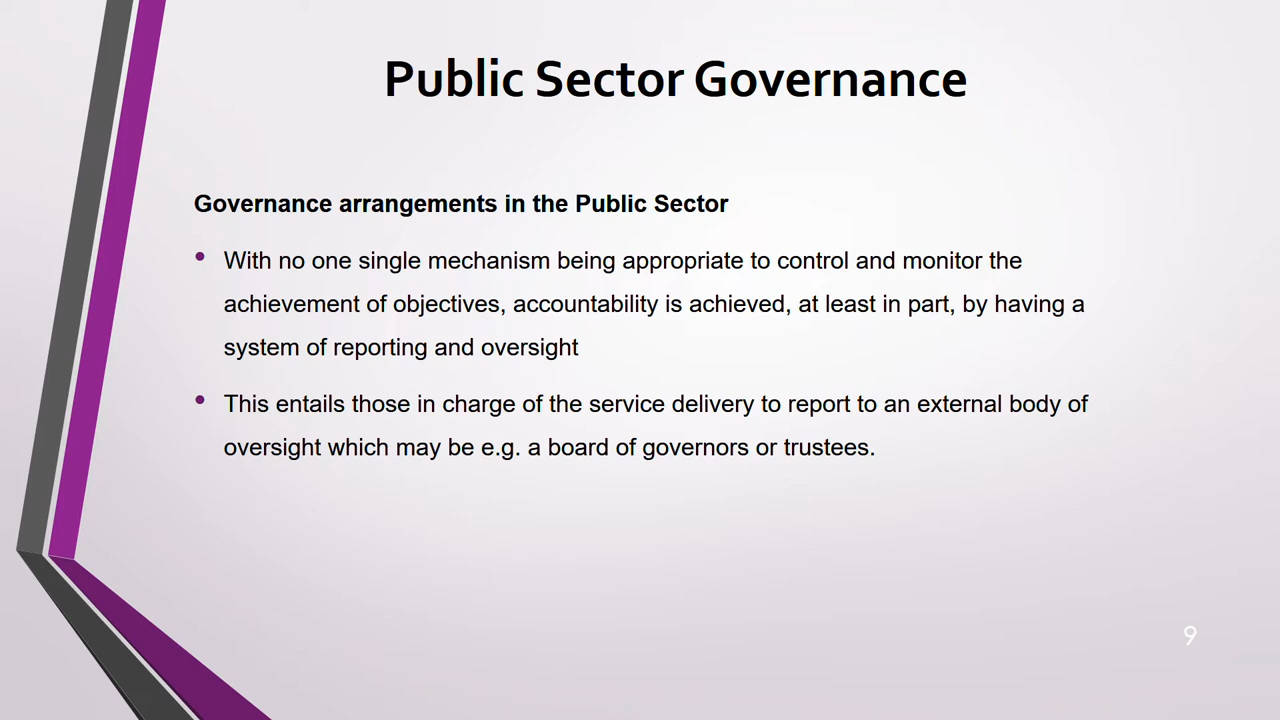 Public Sector Governance
Governance arrangements in the Public Sector
• With no one single mechanism being appropriate to control and monitor the
achievement of objectives, accountability is achieved, at least in part, by having a
system of reporting and oversight
• This entails those in charge of the service delivery to report to an external body of
oversight which may be e.g. a board of governors or trustees.
9